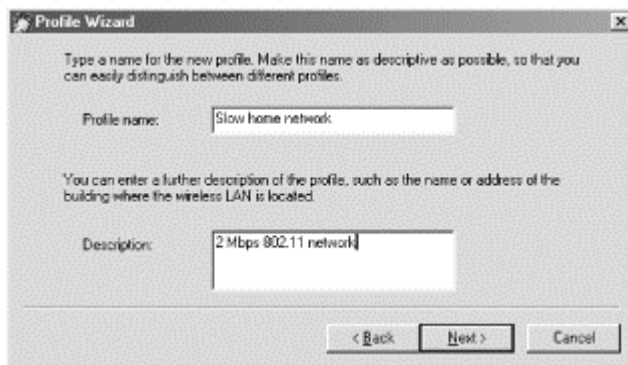 Profile Wizard
Type a name for the new profile. Make this name as descriptive as possible, so that you
can easily distinguish between different profiles.
Profile name:
Slow home network
You can enter a further description of the profile, such as the name or address of the
building where the wireless LAN is located.
Description:
2 Mbps 802.11 network
< Back
Next >
Cancel